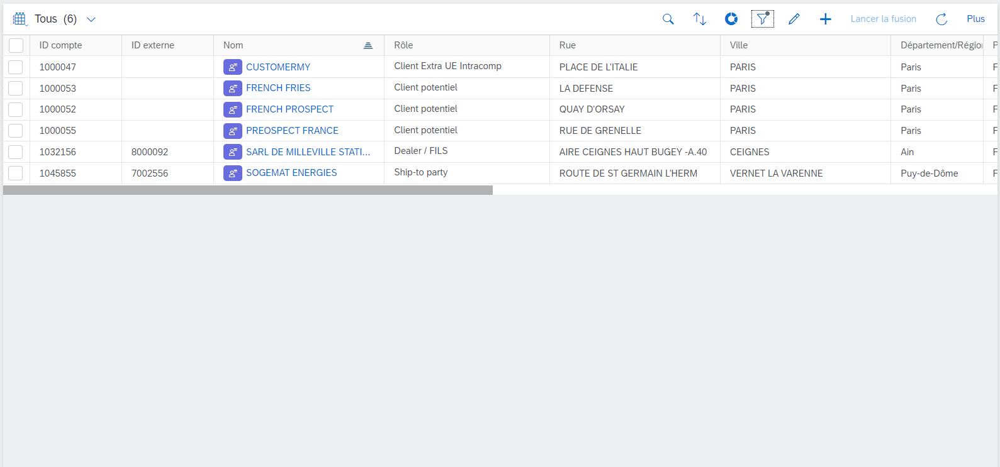 Tous (6) Lancer la fusion Plus
ID compte ID externe Nom Rôle Rue Ville Département/Région P
1000047 CUSTOMERMY Client Extra UE Intracomp PLACE DE L'ITALIE PARIS Paris F
1000053 FRENCH FRIES Client potentiel LA DEFENSE PARIS Paris F
1000052 FRENCH PROSPECT Client potentiel QUAY D'ORSAY PARIS Paris F
1000055 PREOSPECT FRANCE Client potentiel RUE DE GRENELLE PARIS Paris F
1032156 8000092 SARL DE MILLEVILLE STATI... Dealer / FILS AIRE CEIGNES HAUT BUGEY -A.40 CEIGNES Ain F
1045855 7002556 SOGEMAT ENERGIES Ship-to party ROUTE DE ST GERMAIN L'HERM VERNET LA VARENNE Puy-de-Dôme F